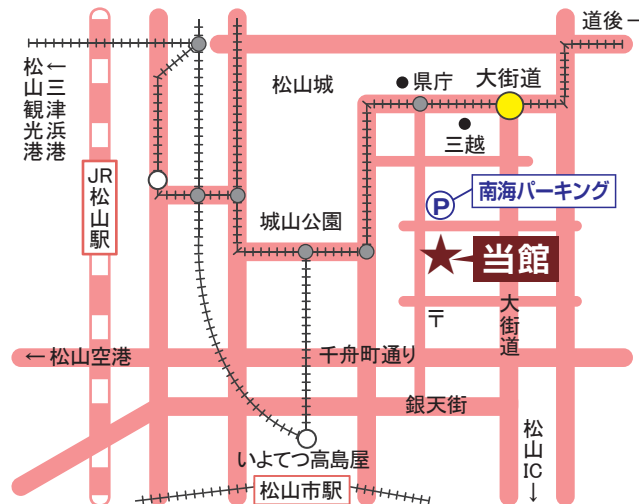 道後→
←三津浜港
松山観光港
松山城
●県庁
大街道
三越
JR松山駅
P
南海パーキング
城山公園
当館
〒
大街道
←松山空港
千舟町通り
銀天街
いよてつ高島屋
松山市駅
松山IC→